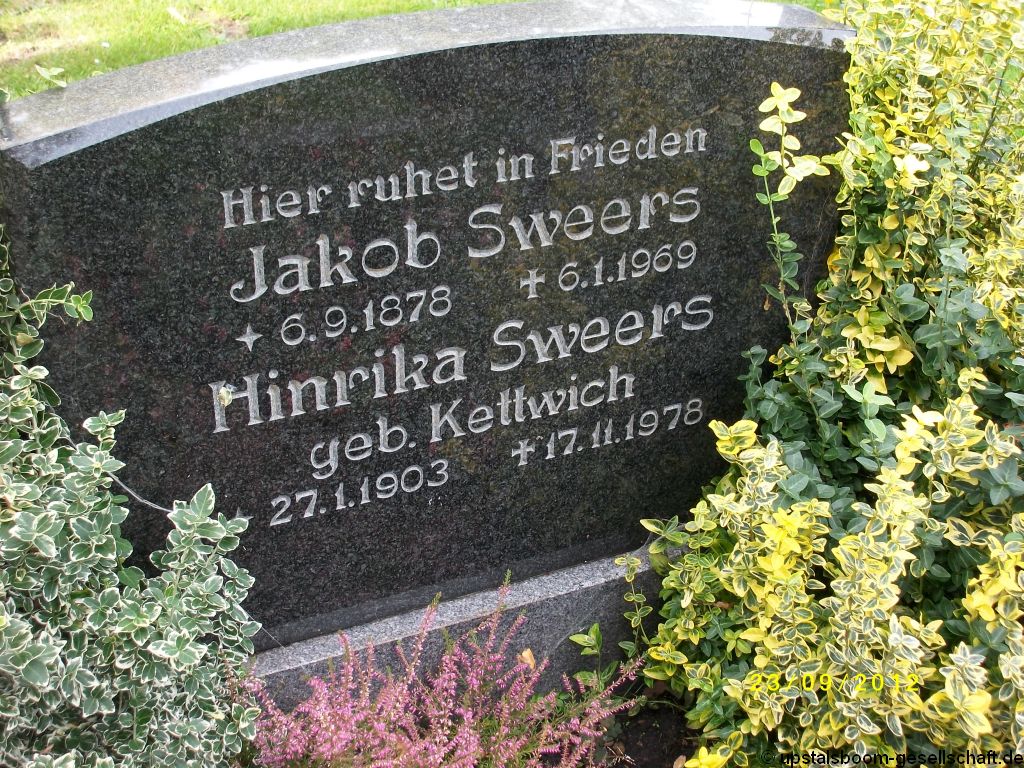 Hier ruhet in Frieden
Jakob Sweers
6.9.1878 ✝ 6.1.1969
Hinrika Sweers
geb. Kettwich
27.1.1903 ✝ 17.11.1978
23/09/2012
© upstalsboom-gesellschaft.de